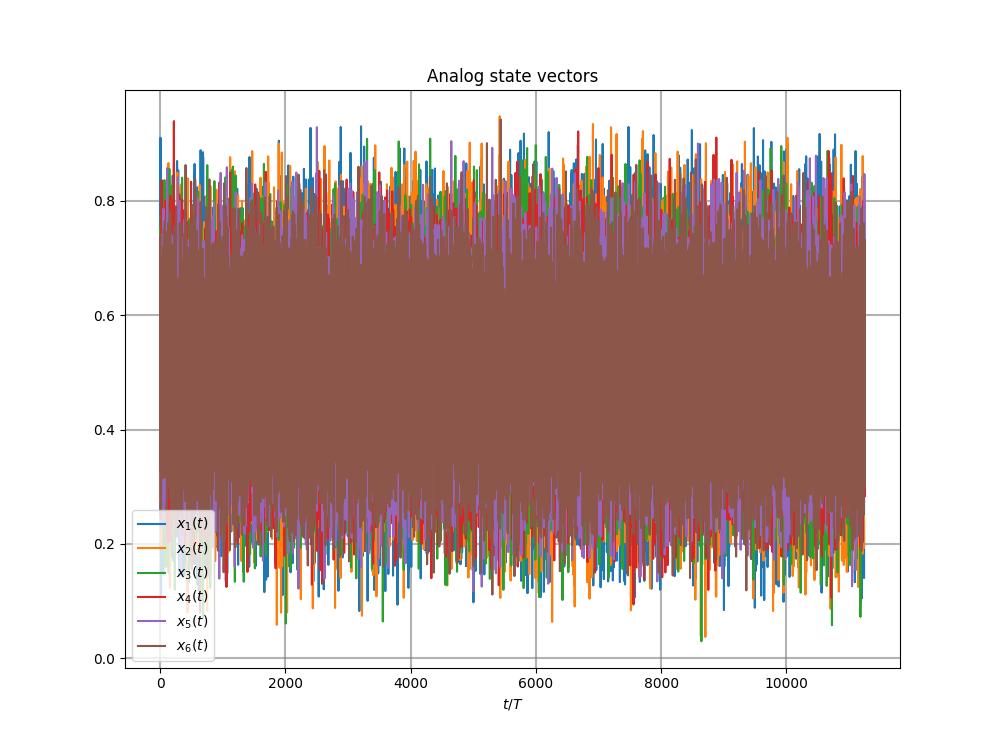 Analog state vectors
0.8
0.6
0.4
0.2
0.0
x₁(t)
x₂(t)
x₃(t)
x₄(t)
x₅(t)
x₆(t)
0 2000 4000 6000 8000 10000
t/T